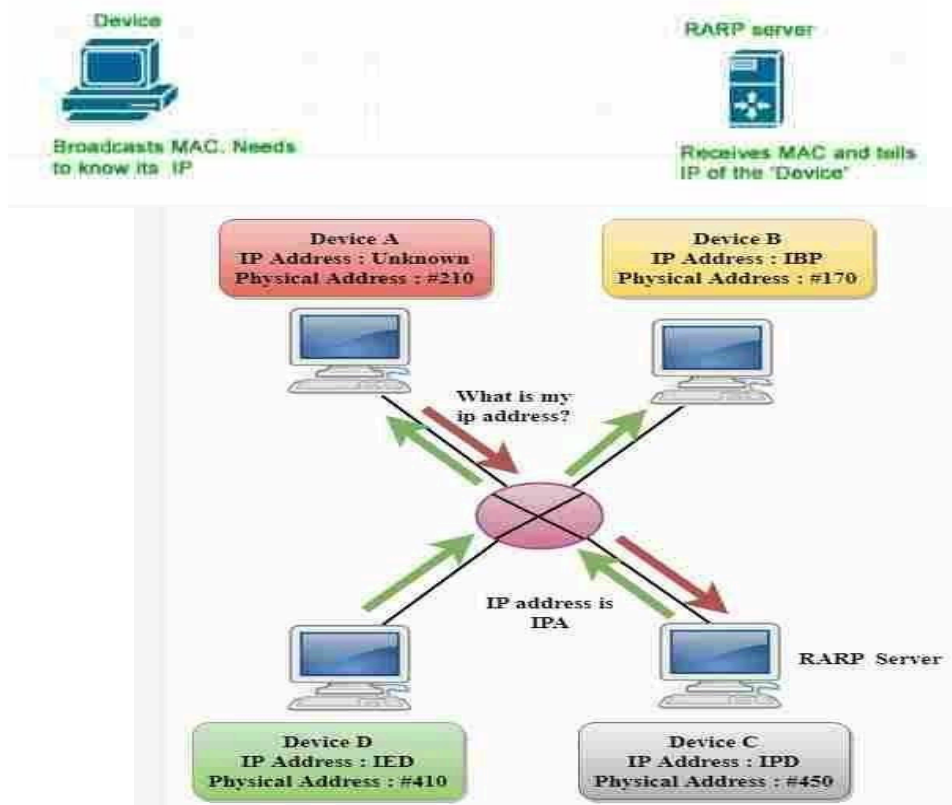 Device
RARP server
Broadcasts MAC. Needs
to know its IP
Receives MAC and tells
IP of the "Device"
Device A
IP Address : Unknown
Physical Address : #210
Device B
IP Address : IBP
Physical Address : #170
What is my
ip address?
IP address is
IPA
RARP Server
Device D
IP Address : IED
Physical Address : #410
Device C
IP Address : IPD
Physical Address : #450